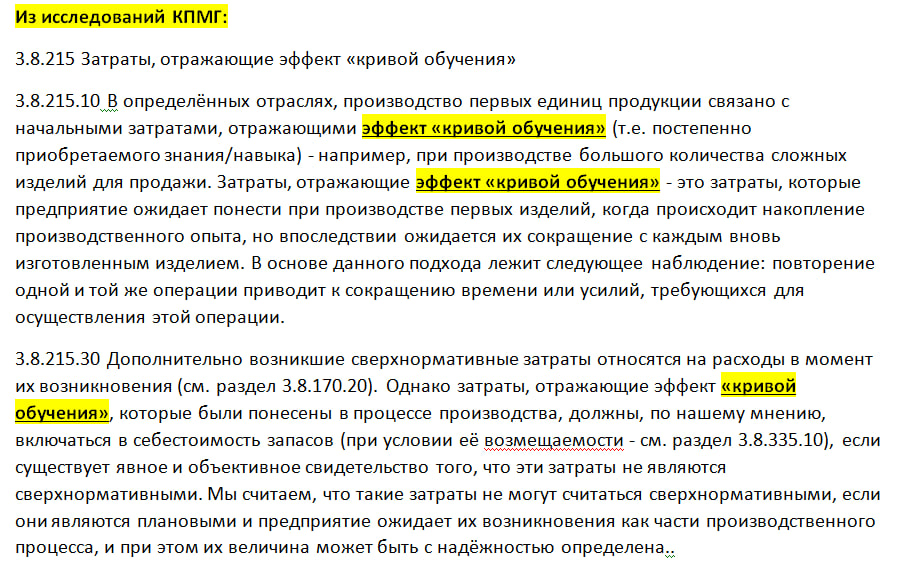 Из исследований КПМГ:
3.8.215 Затраты, отражающие эффект «кривой обучения»
3.8.215.10 В определённых отраслях, производство первых единиц продукции связано с
начальными затратами, отражающими эффект «кривой обучения» (т.е. постепенно
приобретаемого знания/навыка) - например, при производстве большого количества сложных
изделий для продажи. Затраты, отражающие эффект «кривой обучения» - это затраты, которые
предприятие ожидает понести при производстве первых изделий, когда происходит накопление
производственного опыта, но впоследствии ожидается их сокращение с каждым вновь
изготовленным изделием. В основе данного подхода лежит следующее наблюдение: повторение
одной и той же операции приводит к сокращению времени или усилий, требующихся для
осуществления этой операции.
3.8.215.30 Дополнительно возникшие сверхнормативные затраты относятся на расходы в момент
их возникновения (см. раздел 3.8.170.20). Однако затраты, отражающие эффект «кривой
обучения», которые были понесены в процессе производства, должны, по нашему мнению,
включаться в себестоимость запасов (при условии её возмещаемости - см. раздел 3.8.335.10), если
существует явное и объективное свидетельство того, что эти затраты не являются
сверхнормативными. Мы считаем, что такие затраты не могут считаться сверхнормативными, если
они являются плановыми и предприятие ожидает их возникновения как части производственного
процесса, и при этом их величина может быть с надёжностью определена..